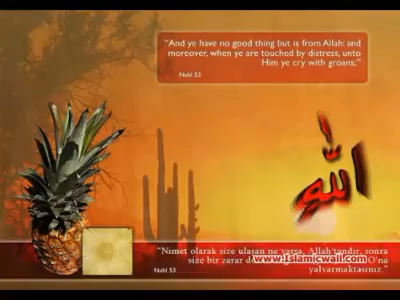 “And ye have no good thing but is from Allah: and
moreover, when ye are touched by distress, unto
Him ye cry with groans;”
Nahl 53
الله
“Nimet olarak size ulaşan ne varsa, Allah’tandır, sonra
size bir zarar O’na
www.Islamicwall.com
Nahl 53 yalvarmaktasınız.”